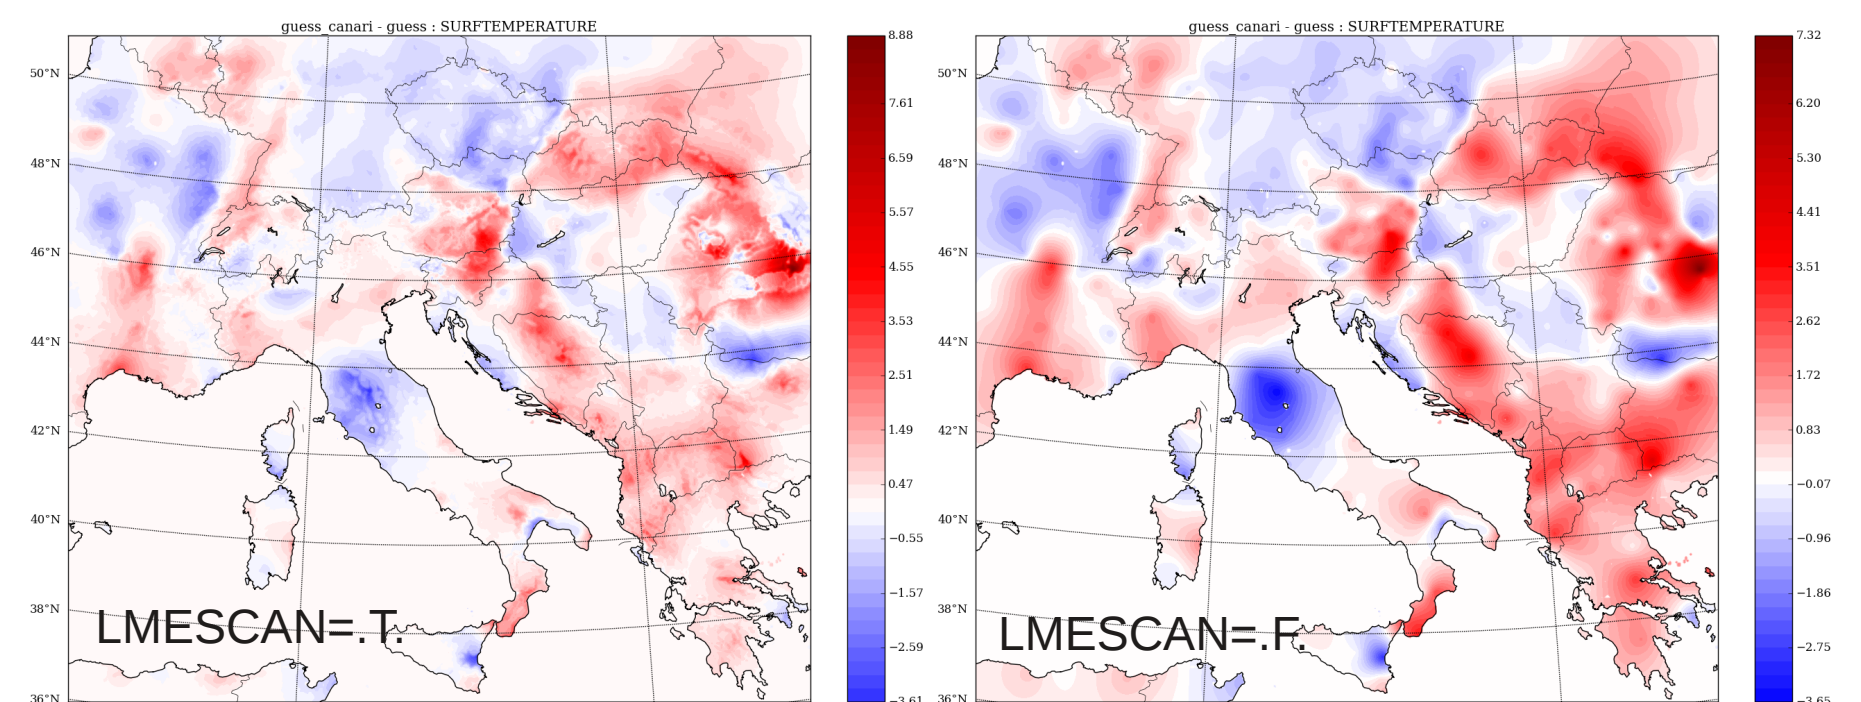 guess_canari - guess : SURFTEMPERATURE
50°N
48°N
46°N
44°N
42°N
40°N
38°N
36°N
LMESCAN=.T.
8.88
7.61
6.59
5.57
4.55
3.53
2.51
1.49
0.47
−0.55
−1.57
−2.59
−3.61
guess_canari - guess : SURFTEMPERATURE
50°N
48°N
46°N
44°N
42°N
40°N
38°N
36°N
LMESCAN=.F.
7.32
6.20
5.30
4.41
3.51
2.62
1.72
0.83
−0.07
−0.96
−1.86
−2.75
−3.65